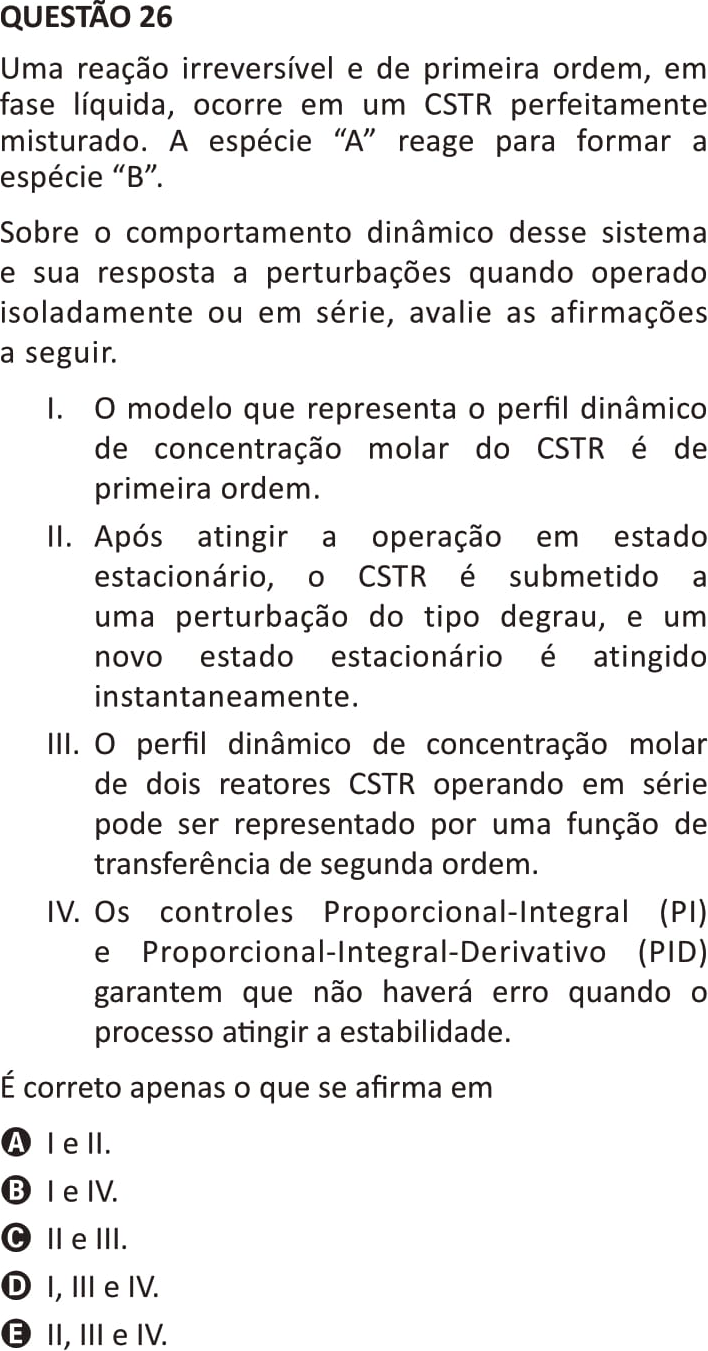 QUESTÃO 26
Uma reação irreversível e de primeira ordem, em
fase líquida, ocorre em um CSTR perfeitamente
misturado. A espécie “A” reage para formar a
espécie “B”.
Sobre o comportamento dinâmico desse sistema
e sua resposta a perturbações quando operado
isoladamente ou em série, avalie as afirmações
a seguir.
I. O modelo que representa o perfil dinâmico
de concentração molar do CSTR é de
primeira ordem.
II. Após atingir a operação em estado
estacionário, o CSTR é submetido a
uma perturbação do tipo degrau, e um
novo estado estacionário é atingido
instantaneamente.
III. O perfil dinâmico de concentração molar
de dois reatores CSTR operando em série
pode ser representado por uma função de
transferência de segunda ordem.
IV. Os controles Proporcional-Integral (PI)
e Proporcional-Integral-Derivativo (PID)
garantem que não haverá erro quando o
processo atingir a estabilidade.
É correto apenas o que se afirma em
A I e II.
B I e IV.
C II e III.
D I, III e IV.
E II, III e IV.